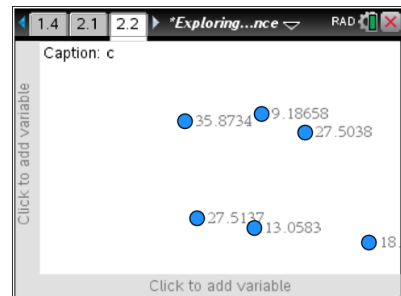 1.4 2.1 2.2 *Exploring...nce RAD
Caption: c
Click to add variable
35.8734 9.18658
27.5038
27.5137
13.0583
18.
Click to add variable